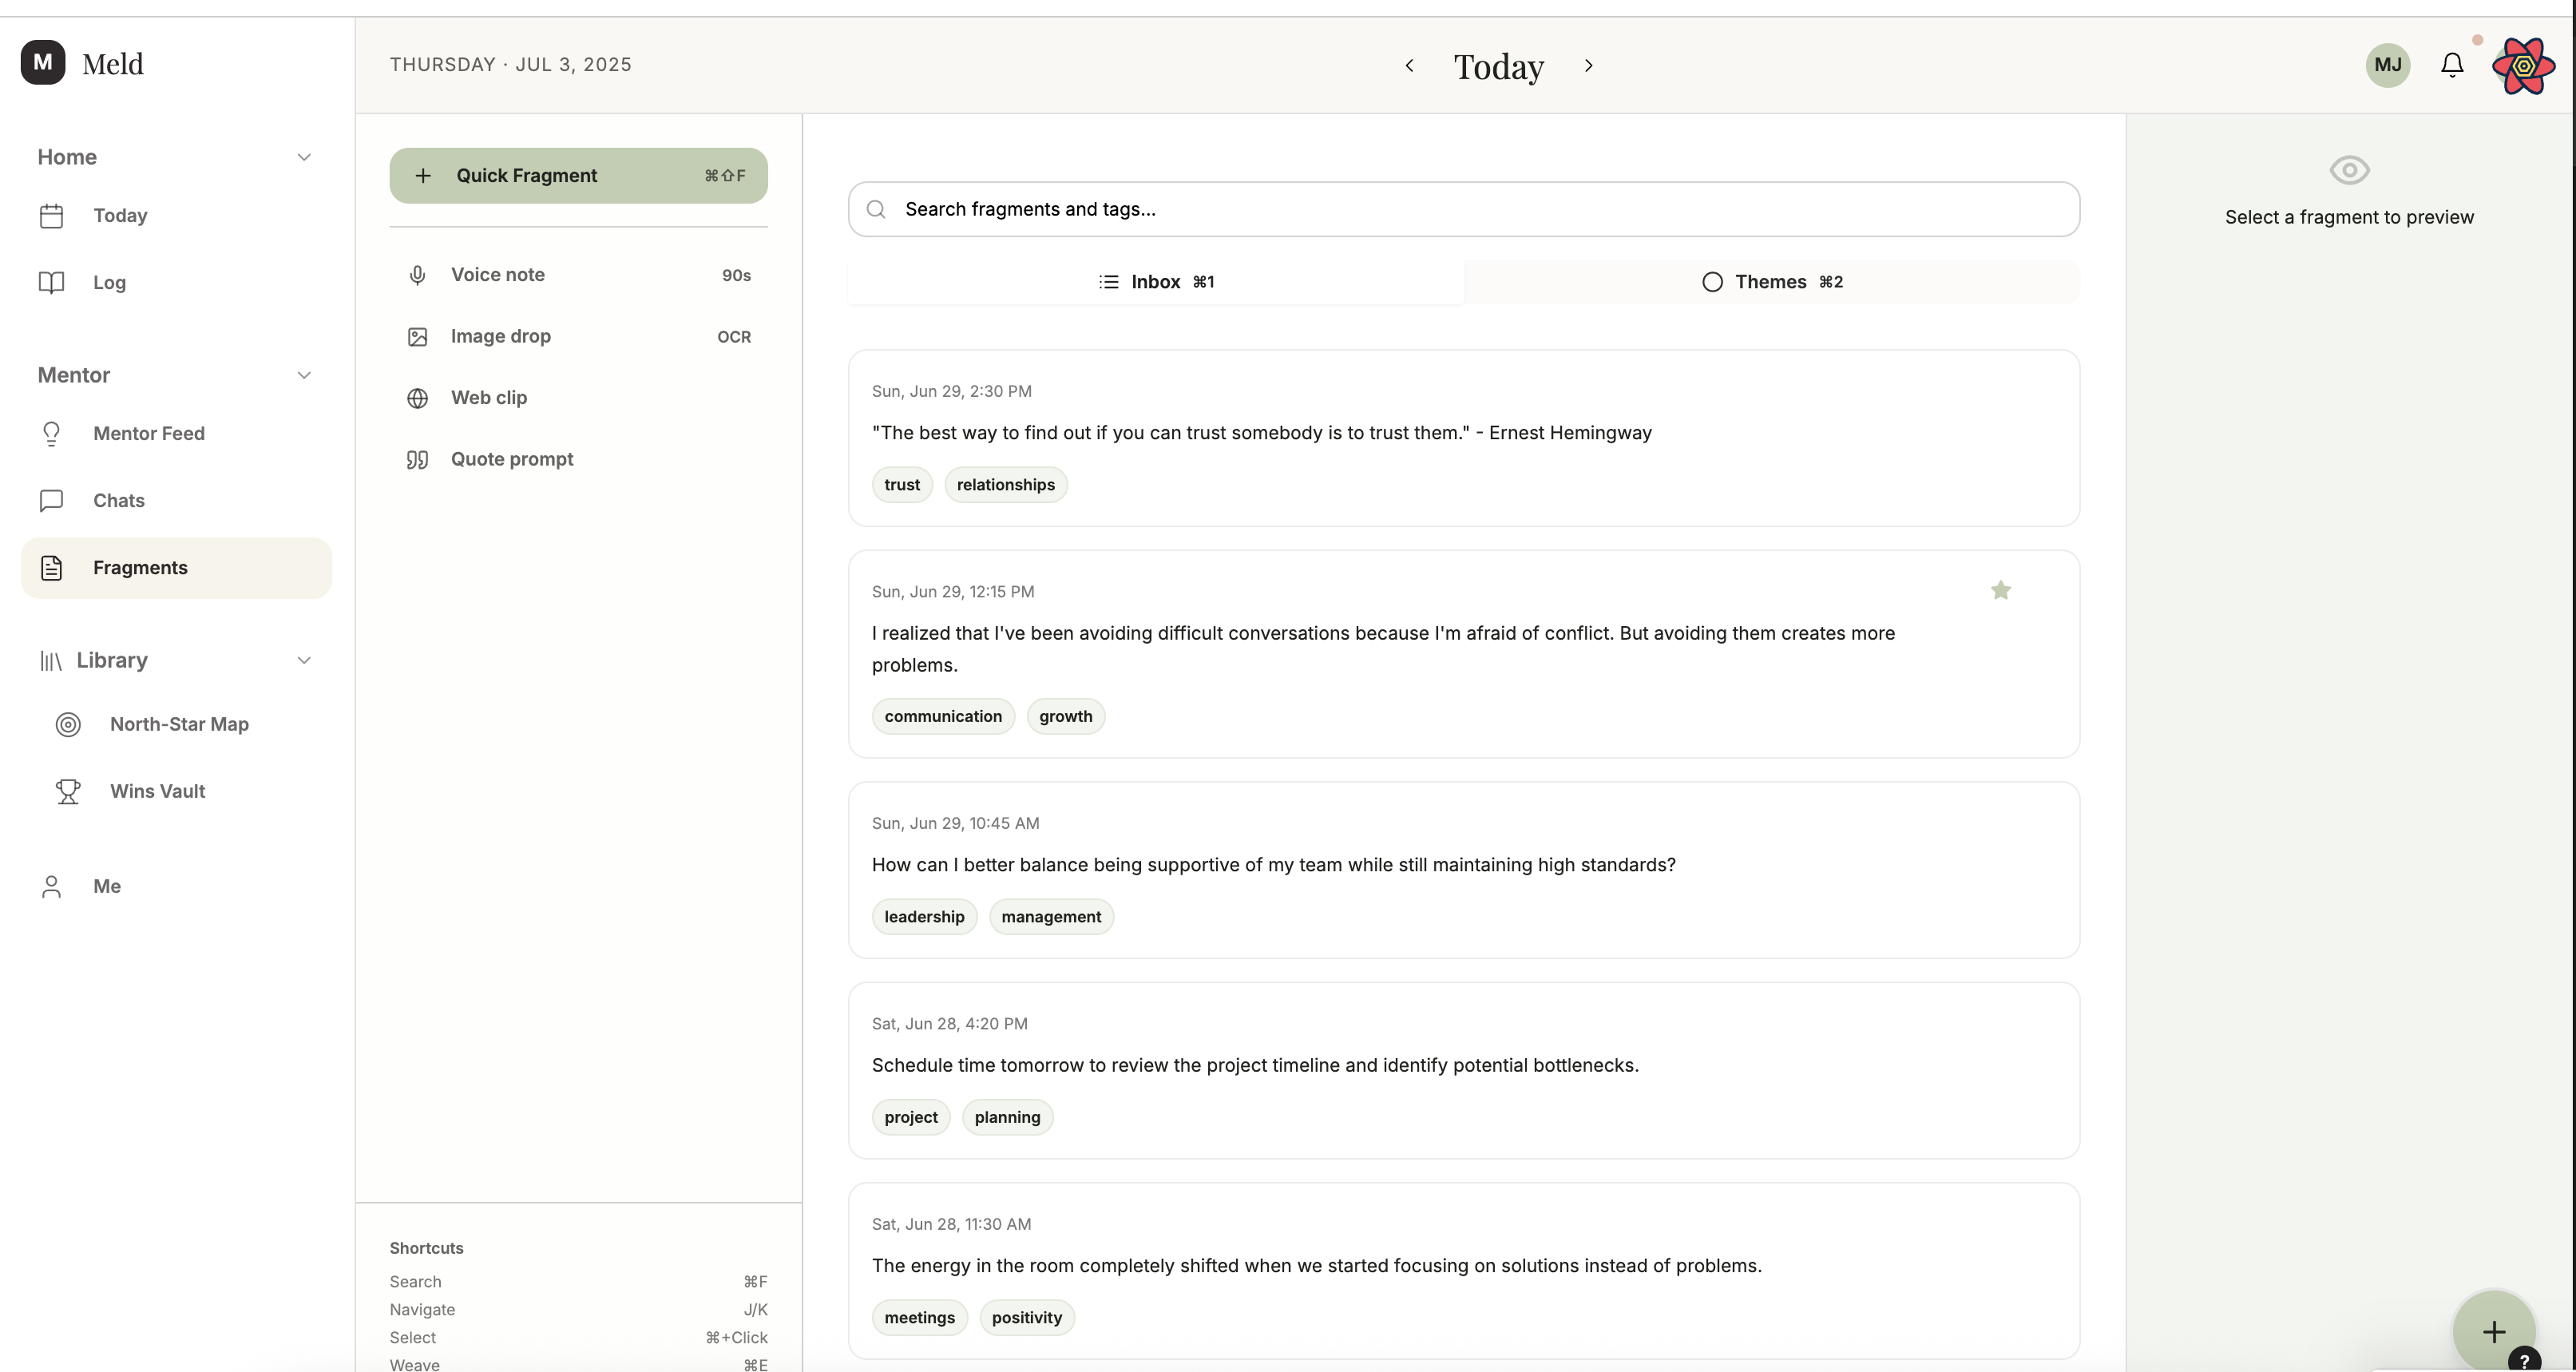 M Meld
THURSDAY · JUL 3, 2025
Today
MJ
Home
Today
Log
Mentor
Mentor Feed
Chats
Fragments
Library
North-Star Map
Wins Vault
Me
Quick Fragment ⌘⇧F
Voice note 90s
Image drop OCR
Web clip
Quote prompt
Shortcuts
Search ⌘F
Navigate J/K
Select ⌘+Click
Weave ⌘E
Search fragments and tags...
Inbox ⌘1
Themes ⌘2
Sun, Jun 29, 2:30 PM
"The best way to find out if you can trust somebody is to trust them." - Ernest Hemingway
trust relationships
Sun, Jun 29, 12:15 PM
I realized that I've been avoiding difficult conversations because I'm afraid of conflict. But avoiding them creates more
problems.
communication growth
Sun, Jun 29, 10:45 AM
How can I better balance being supportive of my team while still maintaining high standards?
leadership management
Sat, Jun 28, 4:20 PM
Schedule time tomorrow to review the project timeline and identify potential bottlenecks.
project planning
Sat, Jun 28, 11:30 AM
The energy in the room completely shifted when we started focusing on solutions instead of problems.
meetings positivity
Select a fragment to preview
?